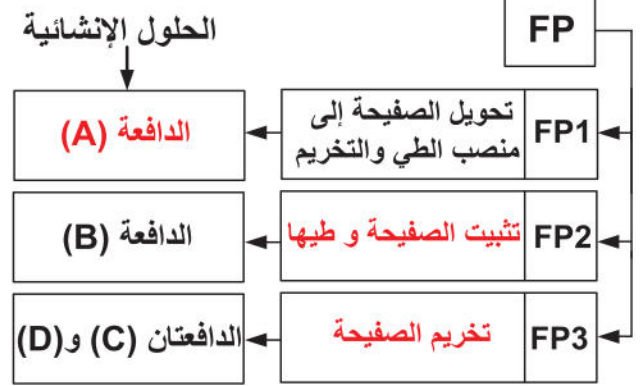 الحلول الإنشائية
FP
الدافعة (A)
تحويل الصفيحة إلى
منصب الطي والتخريم
FP1
الدافعة (B)
تثبيت الصفيحة و طيها
FP2
الدافعتان (C) و(D)
تخريم الصفيحة
FP3